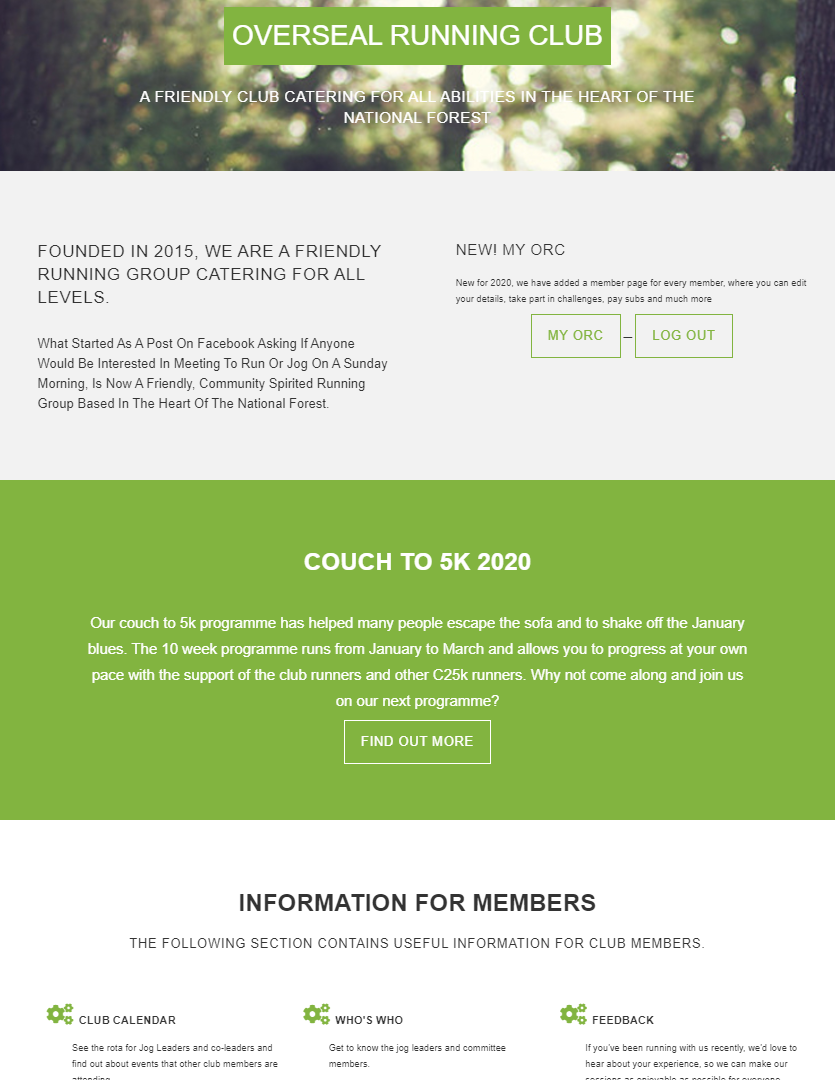 OVERSEAL RUNNING CLUB
A FRIENDLY CLUB CATERING FOR ALL ABILITIES IN THE HEART OF THE
NATIONAL FOREST
FOUNDED IN 2015, WE ARE A FRIENDLY
RUNNING GROUP CATERING FOR ALL
LEVELS.
What Started As A Post On Facebook Asking If Anyone
Would Be Interested In Meeting To Run Or Jog On A Sunday
Morning, Is Now A Friendly, Community Spirited Running
Group Based In The Heart Of The National Forest.
NEW! MY ORC
New for 2020, we have added a member page for every member, where you can edit
your details, take part in challenges, pay subs and much more
MY ORC – LOG OUT
COUCH TO 5K 2020
Our couch to 5k programme has helped many people escape the sofa and to shake off the January
blues. The 10 week programme runs from January to March and allows you to progress at your own
pace with the support of the club runners and other C25k runners. Why not come along and join us
on our next programme?
FIND OUT MORE
INFORMATION FOR MEMBERS
THE FOLLOWING SECTION CONTAINS USEFUL INFORMATION FOR CLUB MEMBERS.
CLUB CALENDAR
See the rota for Jog Leaders and co-leaders and
find out about events that other club members are
attending
WHO'S WHO
Get to know the jog leaders and committee
members.
FEEDBACK
If you've been running with us recently, we'd love to
hear about your experience, so we can make our
sessions as enjoyable as possible for everyone